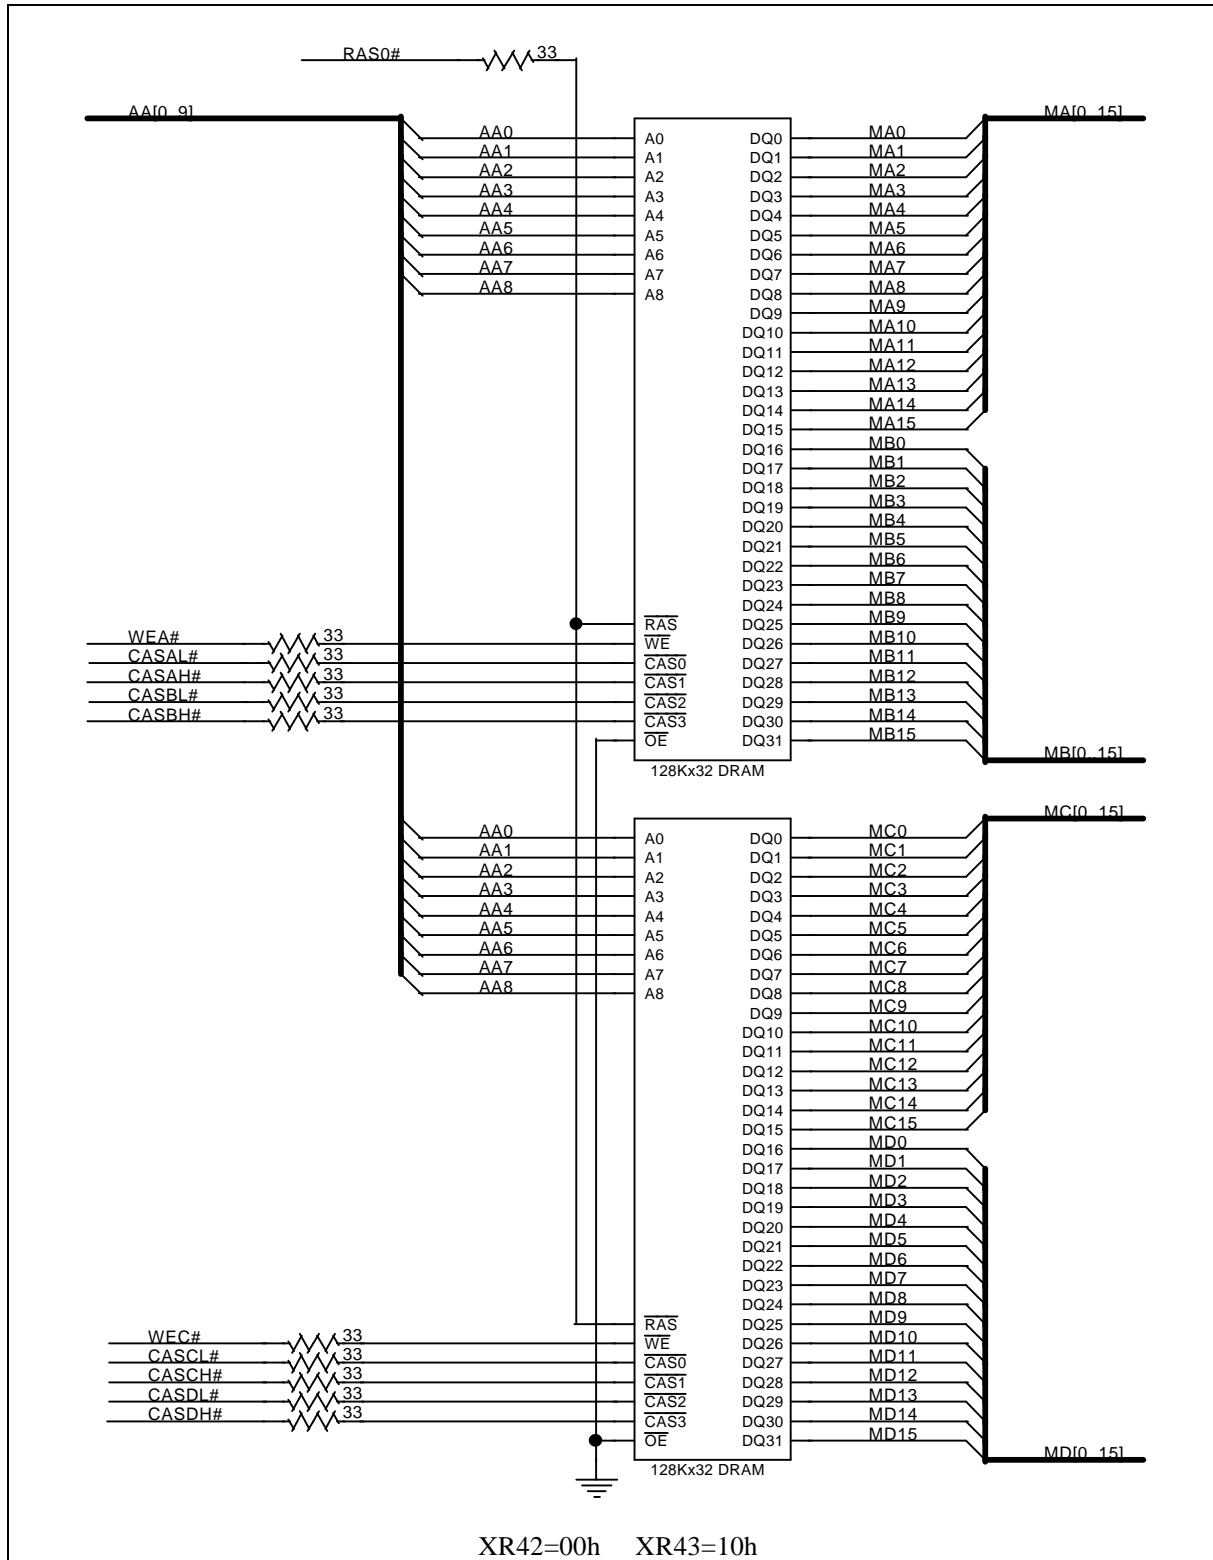 RAS0# 33
AA[0..9] MA[0..15]
AA0 A0 DQ0 MA0
AA1 A1 DQ1 MA1
AA2 A2 DQ2 MA2
AA3 A3 DQ3 MA3
AA4 A4 DQ4 MA4
AA5 A5 DQ5 MA5
AA6 A6 DQ6 MA6
AA7 A7 DQ7 MA7
AA8 A8 DQ8 MA8
DQ9 MA9
DQ10 MA10
DQ11 MA11
DQ12 MA12
DQ13 MA13
DQ14 MA14
DQ15 MA15
DQ16 MB0
DQ17 MB1
DQ18 MB2
DQ19 MB3
DQ20 MB4
DQ21 MB5
DQ22 MB6
DQ23 MB7
DQ24 MB8
RAS DQ25 MB9
WEA# 33 WE DQ26 MB10
CASAL# 33 CAS0 DQ27 MB11
CASAH# 33 CAS1 DQ28 MB12
CASBL# 33 CAS2 DQ29 MB13
CASBH# 33 CAS3 DQ30 MB14
OE DQ31 MB15
MB[0..15]
128Kx32 DRAM
MC[0..15]
AA0 A0 DQ0 MC0
AA1 A1 DQ1 MC1
AA2 A2 DQ2 MC2
AA3 A3 DQ3 MC3
AA4 A4 DQ4 MC4
AA5 A5 DQ5 MC5
AA6 A6 DQ6 MC6
AA7 A7 DQ7 MC7
AA8 A8 DQ8 MC8
DQ9 MC9
DQ10 MC10
DQ11 MC11
DQ12 MC12
DQ13 MC13
DQ14 MC14
DQ15 MC15
DQ16 MD0
DQ17 MD1
DQ18 MD2
DQ19 MD3
DQ20 MD4
DQ21 MD5
DQ22 MD6
DQ23 MD7
DQ24 MD8
RAS DQ25 MD9
WEC# 33 WE DQ26 MD10
CASCL# 33 CAS0 DQ27 MD11
CASCH# 33 CAS1 DQ28 MD12
CASDL# 33 CAS2 DQ29 MD13
CASDH# 33 CAS3 DQ30 MD14
OE DQ31 MD15
MD[0..15]
128Kx32 DRAM
XR42=00h XR43=10h